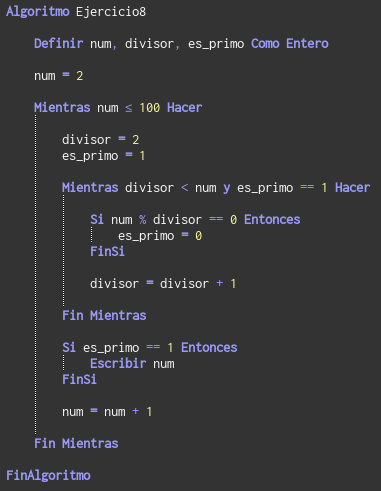 Algoritmo Ejercicio8
Definir num, divisor, es_primo Como Entero
num = 2
Mientras num ≤ 100 Hacer
divisor = 2
es_primo = 1
Mientras divisor < num y es_primo == 1 Hacer
Si num % divisor == 0 Entonces
es_primo = 0
FinSi
divisor = divisor + 1
Fin Mientras
Si es_primo == 1 Entonces
Escribir num
FinSi
num = num + 1
Fin Mientras
FinAlgoritmo